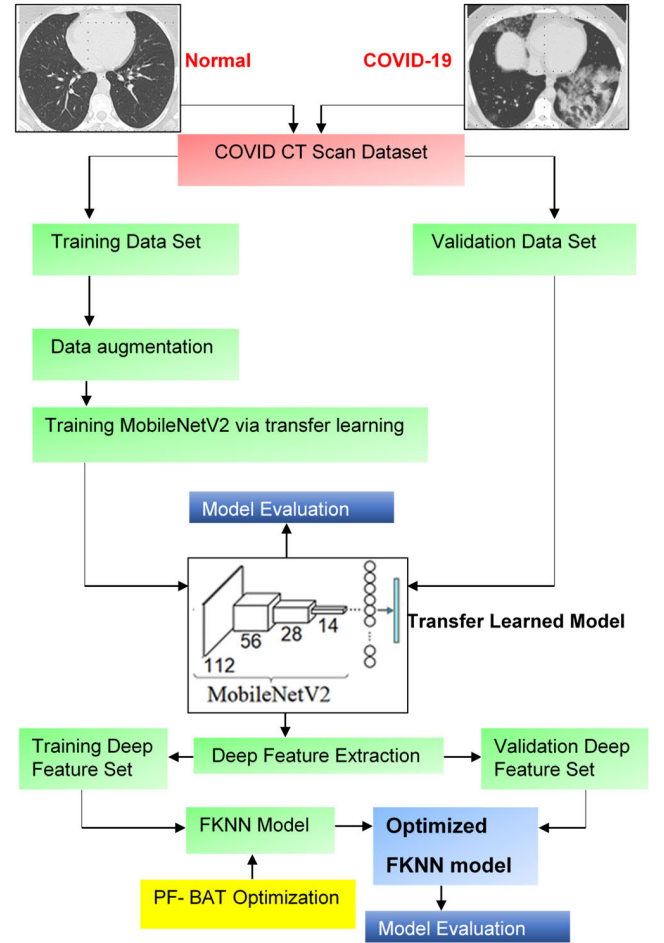 Normal
COVID-19
COVID CT Scan Dataset
Training Data Set
Validation Data Set
Data augmentation
Training MobileNetV2 via transfer learning
Model Evaluation
112
56
28
14
MobileNetV2
Transfer Learned Model
Training Deep
Feature Set
Deep Feature Extraction
Validation Deep
Feature Set
FKNN Model
Optimized
FKNN model
PF- BAT Optimization
Model Evaluation